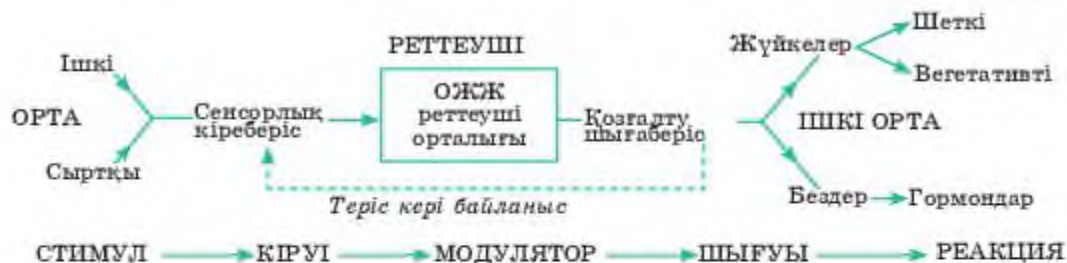 Шеткі
РЕТТЕУШІ
Жүйкелер
Ішкі
Вегетативті
ОЖЖ
реттеуші
орталығы
ОРТА
Сенсорлық
кіреберіс
Қозғалту
шығаберіс
ІШКІ ОРТА
Сыртқы
Бездер
Гормондар
Теріс кері байланыс
СТИМУЛ КІРУІ МОДУЛЯТОР ШЫҒУЫ РЕАКЦИЯ